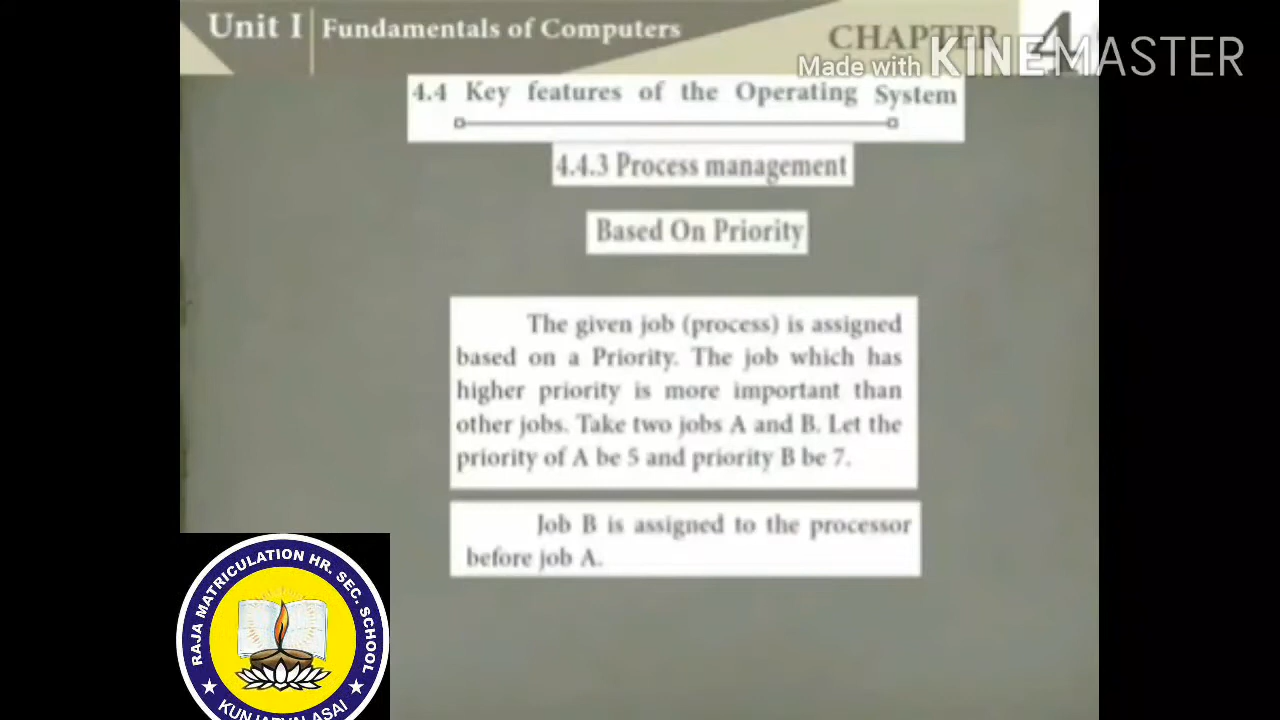 Unit I Fundamentals of Computers
CHAPTER 4
Made with KINEMASTER
4.4 Key features of the Operating System
4.4.3 Process management
Based On Priority
The given job (process) is assigned
based on a Priority. The job which has
higher priority is more important than
other jobs. Take two jobs A and B. Let the
priority of A be 5 and priority B be 7.
Job B is assigned to the processor
before job A.
RAJA MATRICULATION HR. SEC. SCHOOL